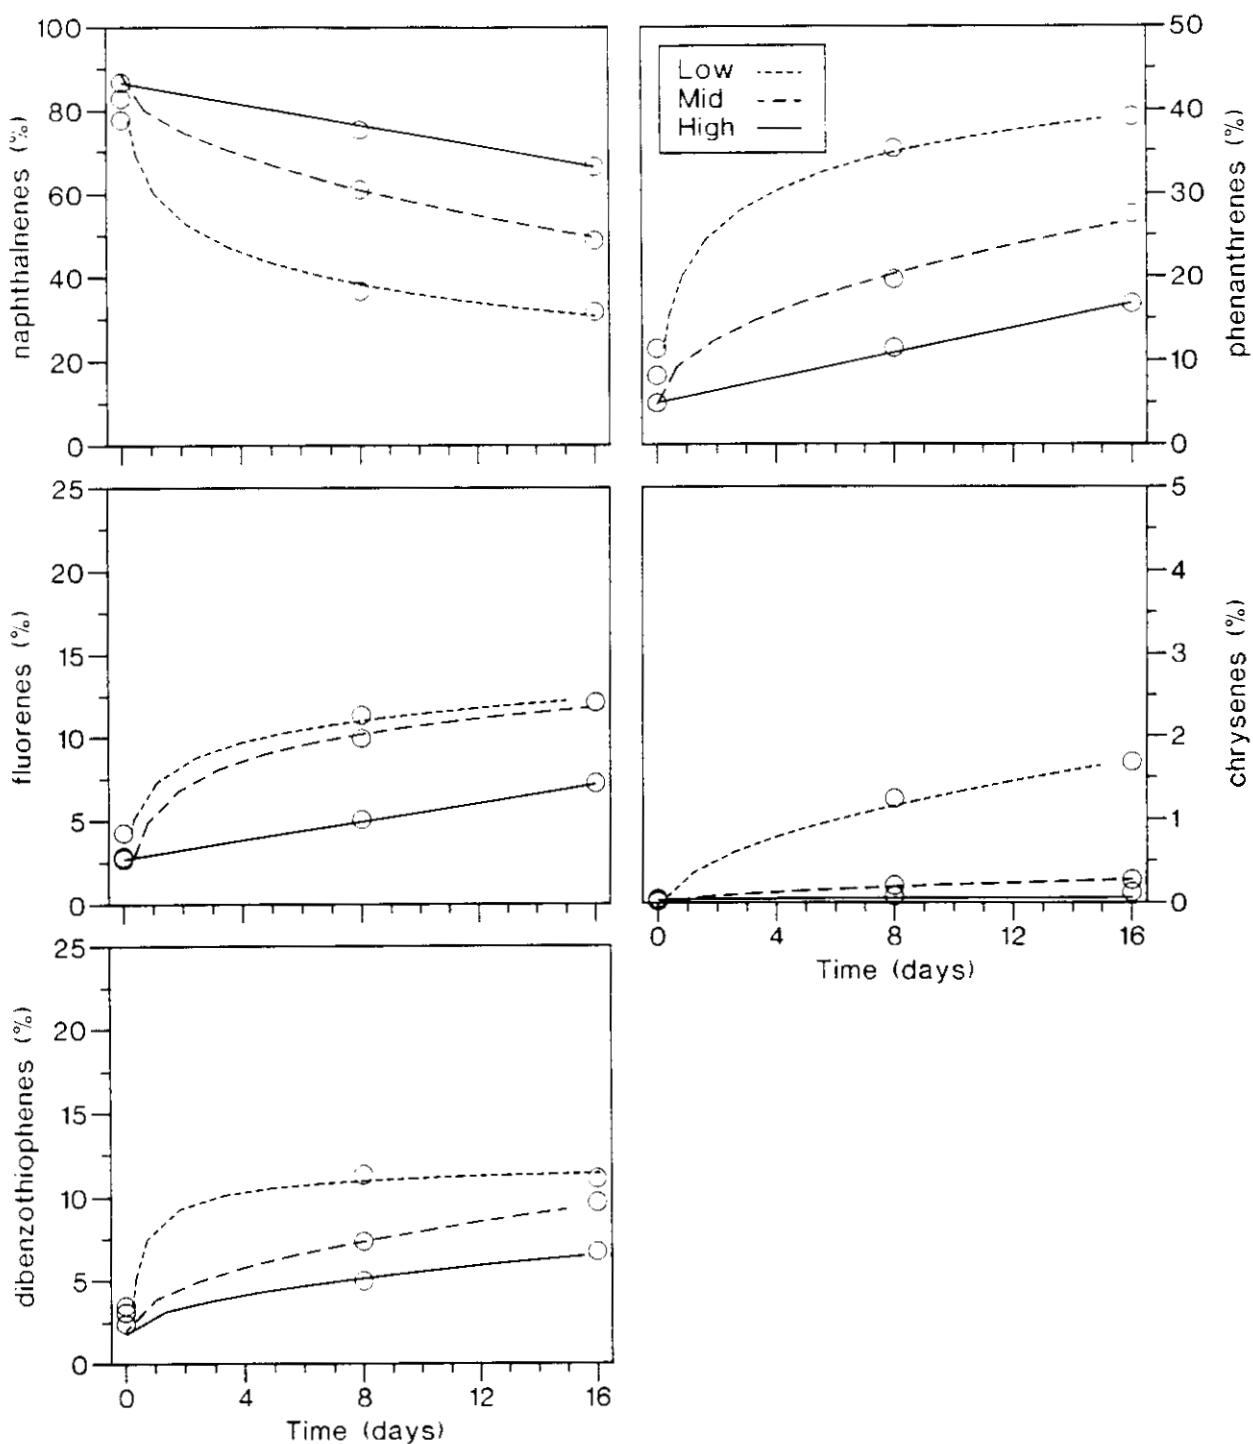 100
80
60
40
20
0
naphthalnenes (%)
Low
Mid
High
50
40
30
20
10
0
phenanthrenes (%)
25
20
15
10
5
0
fluorenes (%)
5
4
3
2
1
0
chrysenes (%)
0 4 8 12 16
Time (days)
25
20
15
10
5
0
dibenzothiophenes (%)
0 4 8 12 16
Time (days)